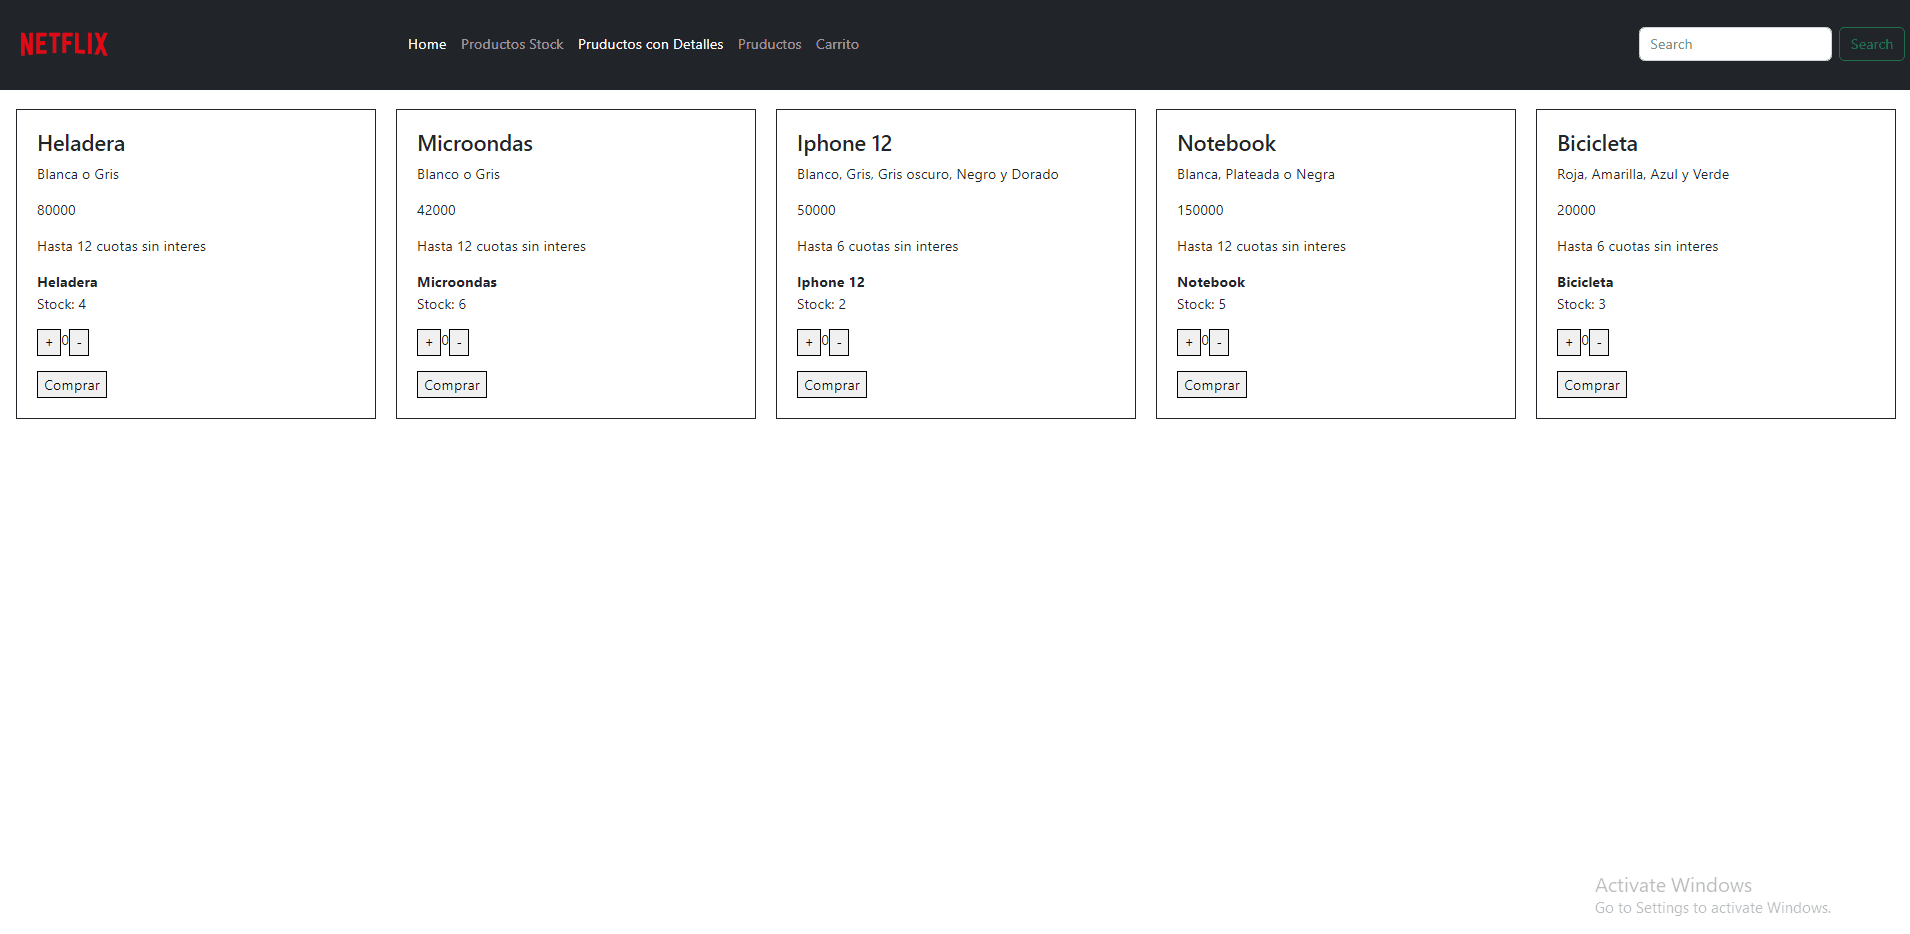 NETFLIX
Home Productos Stock Pruductos con Detalles Pruductos Carrito
Search Search
Heladera
Blanca o Gris
80000
Hasta 12 cuotas sin interes
Heladera
Stock: 4
+ 0 -
Comprar
Microondas
Blanco o Gris
42000
Hasta 12 cuotas sin interes
Microondas
Stock: 6
+ 0 -
Comprar
Iphone 12
Blanco, Gris, Gris oscuro, Negro y Dorado
50000
Hasta 6 cuotas sin interes
Iphone 12
Stock: 2
+ 0 -
Comprar
Notebook
Blanca, Plateada o Negra
150000
Hasta 12 cuotas sin interes
Notebook
Stock: 5
+ 0 -
Comprar
Bicicleta
Roja, Amarilla, Azul y Verde
20000
Hasta 6 cuotas sin interes
Bicicleta
Stock: 3
+ 0 -
Comprar
Activate Windows
Go to Settings to activate Windows.